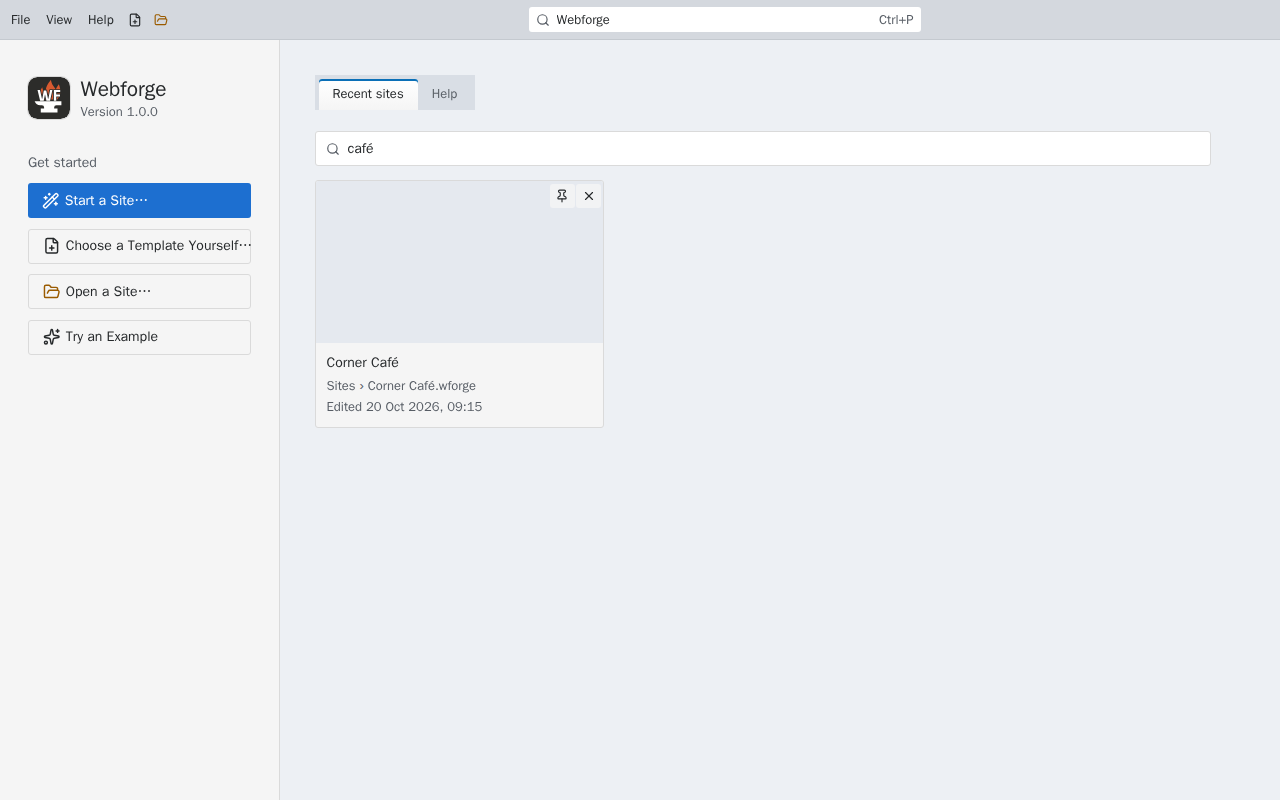 File View Help
Webforge Ctrl+P
WF
Webforge
Version 1.0.0
Get started
Start a Site…
Choose a Template Yourself…
Open a Site…
Try an Example
Recent sites Help
café
Corner Café
Sites › Corner Café.wforge
Edited 20 Oct 2026, 09:15